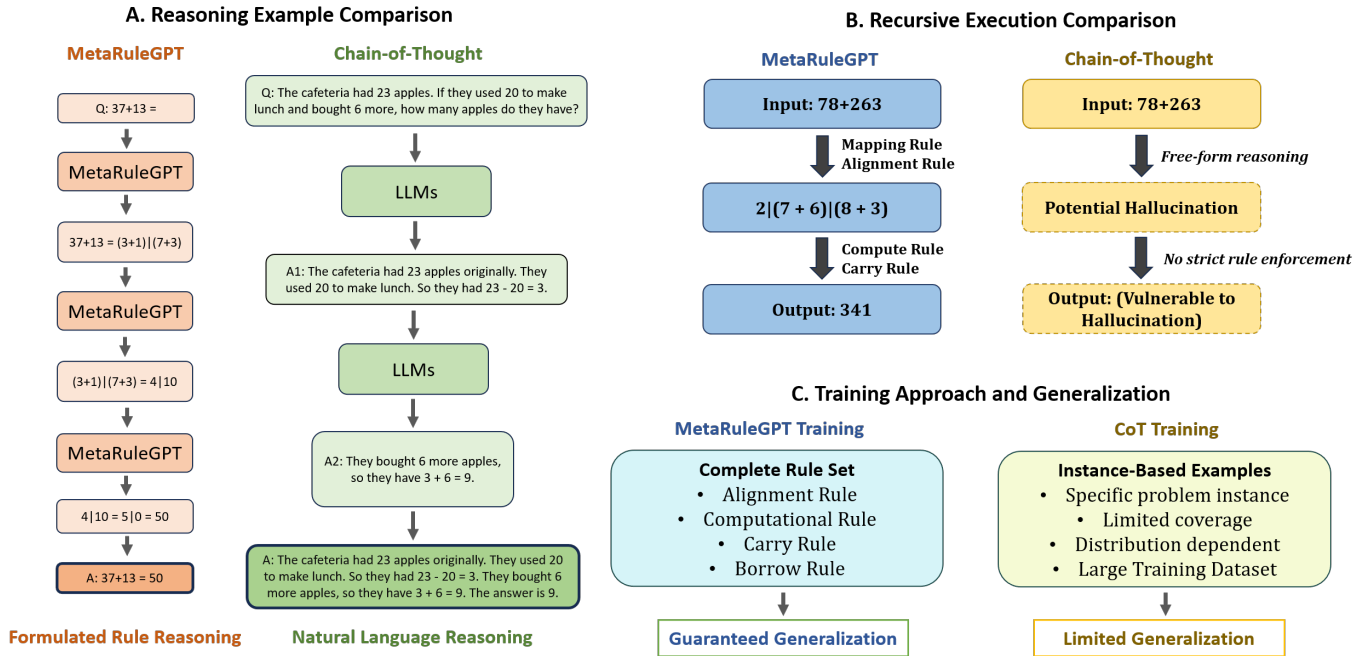 A. Reasoning Example Comparison
MetaRuleGPT
Q: 37+13 =
MetaRuleGPT
37+13 = (3+1)|(7+3)
MetaRuleGPT
(3+1)|(7+3) = 4|10
MetaRuleGPT
4|10 = 5|0 = 50
A: 37+13 = 50
Formulated Rule Reasoning
Chain-of-Thought
Q: The cafeteria had 23 apples. If they used 20 to make
lunch and bought 6 more, how many apples do they have?
LLMs
A1: The cafeteria had 23 apples originally. They
used 20 to make lunch. So they had 23 - 20 = 3.
LLMs
A2: They bought 6 more apples,
so they have 3 + 6 = 9.
A: The cafeteria had 23 apples originally. They used 20
to make lunch. So they had 23 - 20 = 3. They bought 6
more apples, so they have 3 + 6 = 9. The answer is 9.
Natural Language Reasoning
B. Recursive Execution Comparison
MetaRuleGPT
Input: 78+263
Mapping Rule
Alignment Rule
2|(7 + 6)|(8 + 3)
Compute Rule
Carry Rule
Output: 341
Chain-of-Thought
Input: 78+263
Free-form reasoning
Potential Hallucination
No strict rule enforcement
Output: (Vulnerable to
Hallucination)
C. Training Approach and Generalization
MetaRuleGPT Training
Complete Rule Set
• Alignment Rule
• Computational Rule
• Carry Rule
• Borrow Rule
Guaranteed Generalization
CoT Training
Instance-Based Examples
• Specific problem instance
• Limited coverage
• Distribution dependent
• Large Training Dataset
Limited Generalization